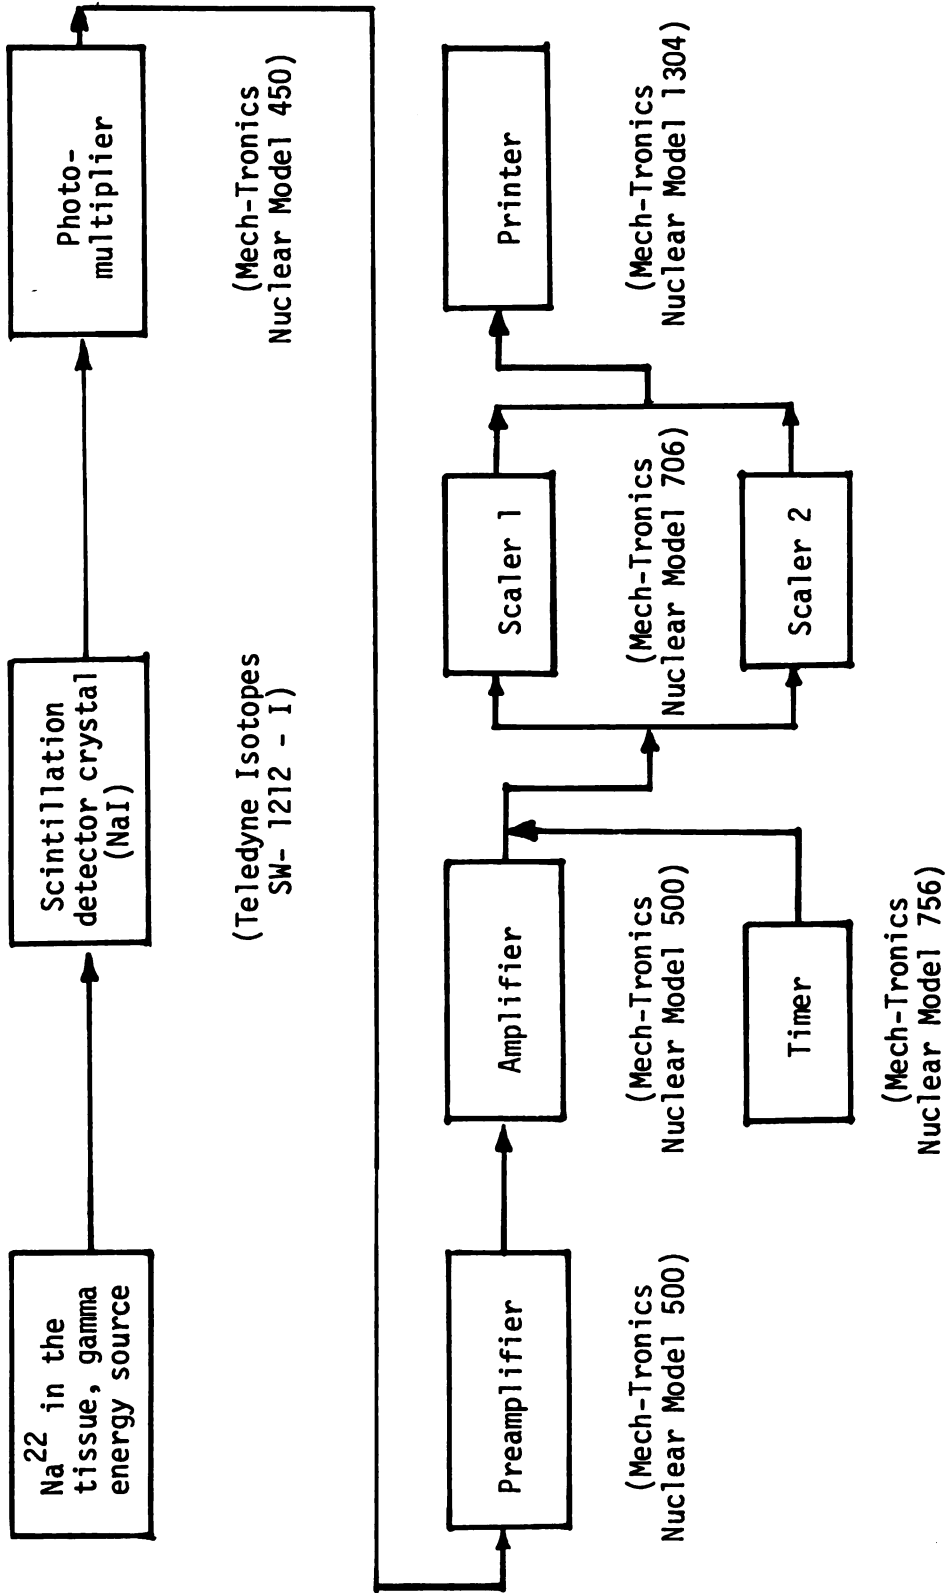 Na22 in the
tissue, gamma
energy source
Scintillation
detector crystal
(NaI)
(Teledyne Isotopes
SW- 1212 - I)
Photo-
multiplier
(Mech-Tronics
Nuclear Model 450)
Preamplifier
(Mech-Tronics
Nuclear Model 500)
Amplifier
(Mech-Tronics
Nuclear Model 500)
Timer
(Mech-Tronics
Nuclear Model 756)
Scaler 1
(Mech-Tronics
Nuclear Model 706)
Scaler 2
Printer
(Mech-Tronics
Nuclear Model 1304)